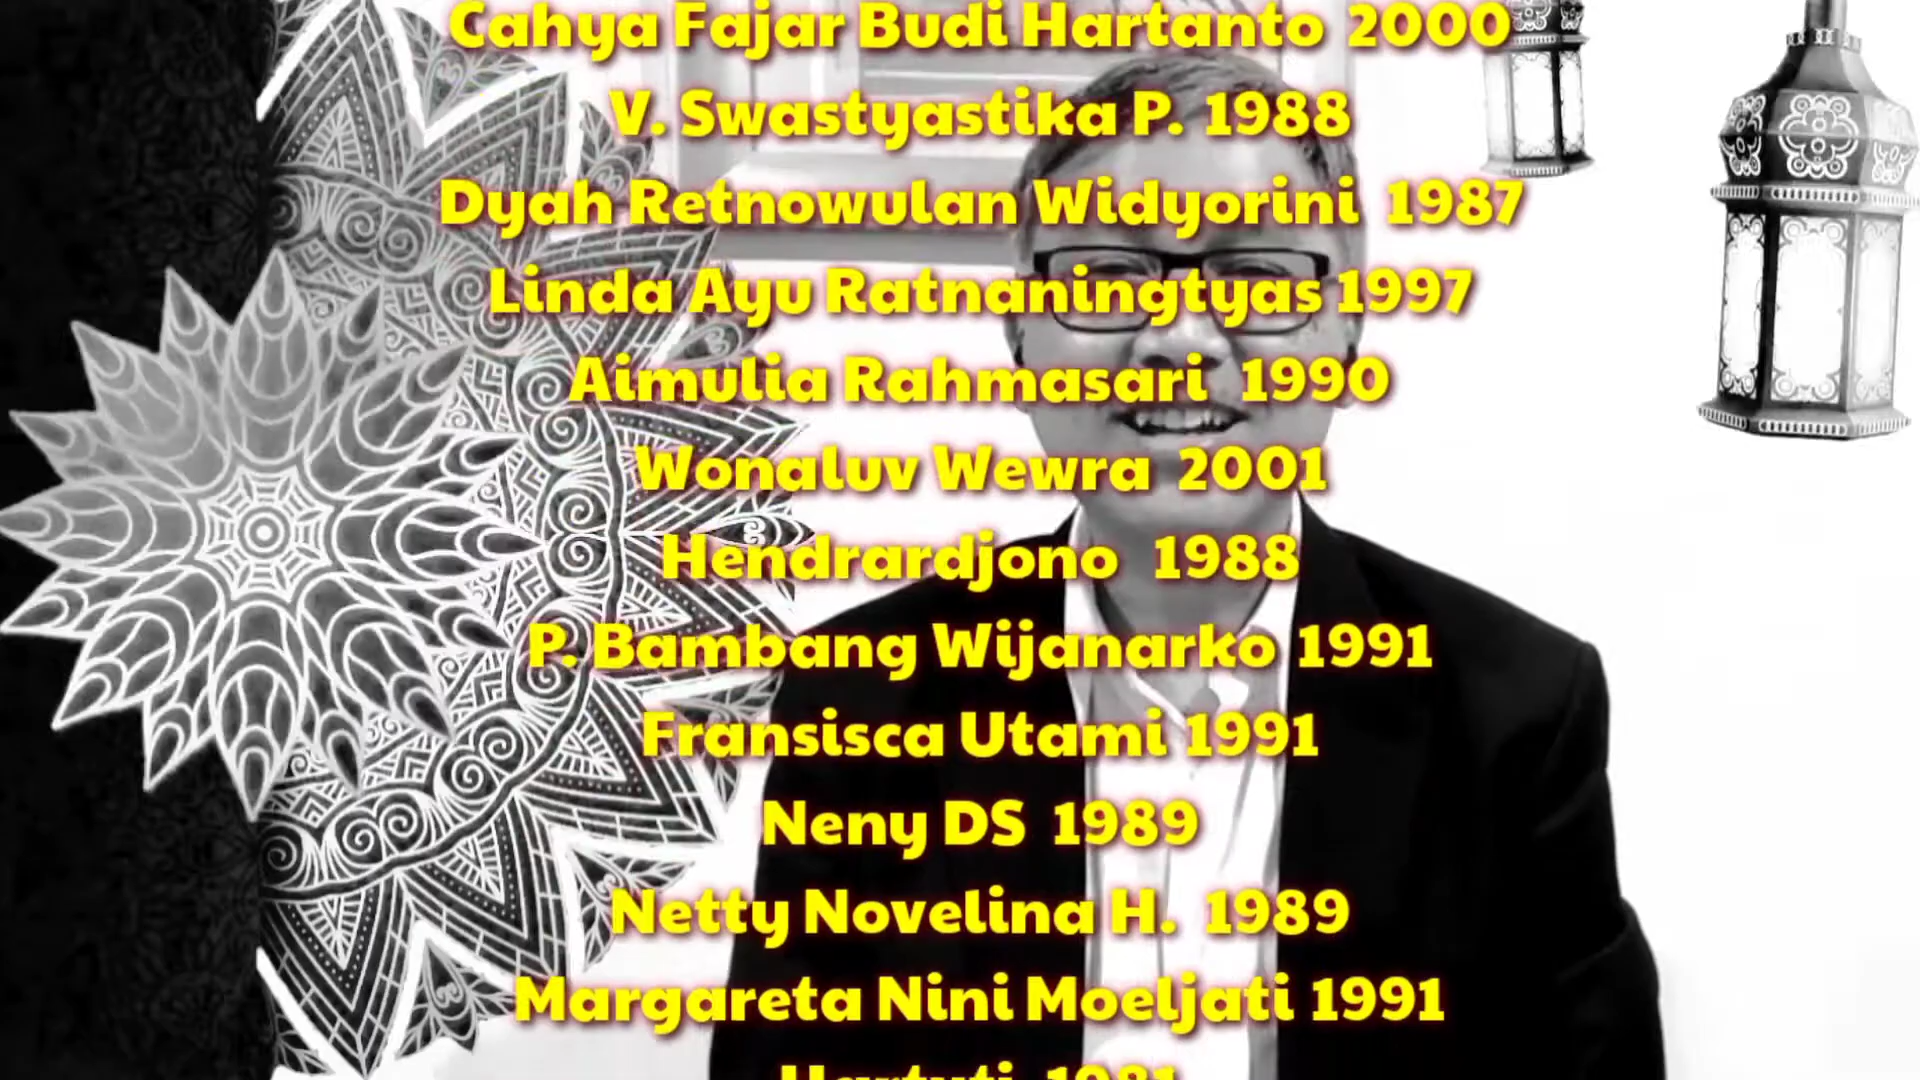 Cahya Fajar Budi Hartanto 2000
V. Swastyastika P. 1988
Dyah Retnowulan Widyorini 1987
Linda Ayu Ratnaningtyas 1997
Aimulia Rahmasari 1990
Wonaluv Wewra 2001
Hendrardjono 1988
P. Bambang Wijanarko 1991
Fransisca Utami 1991
Neny DS 1989
Netty Novelina H. 1989
Margareta Nini Moeljati 1991